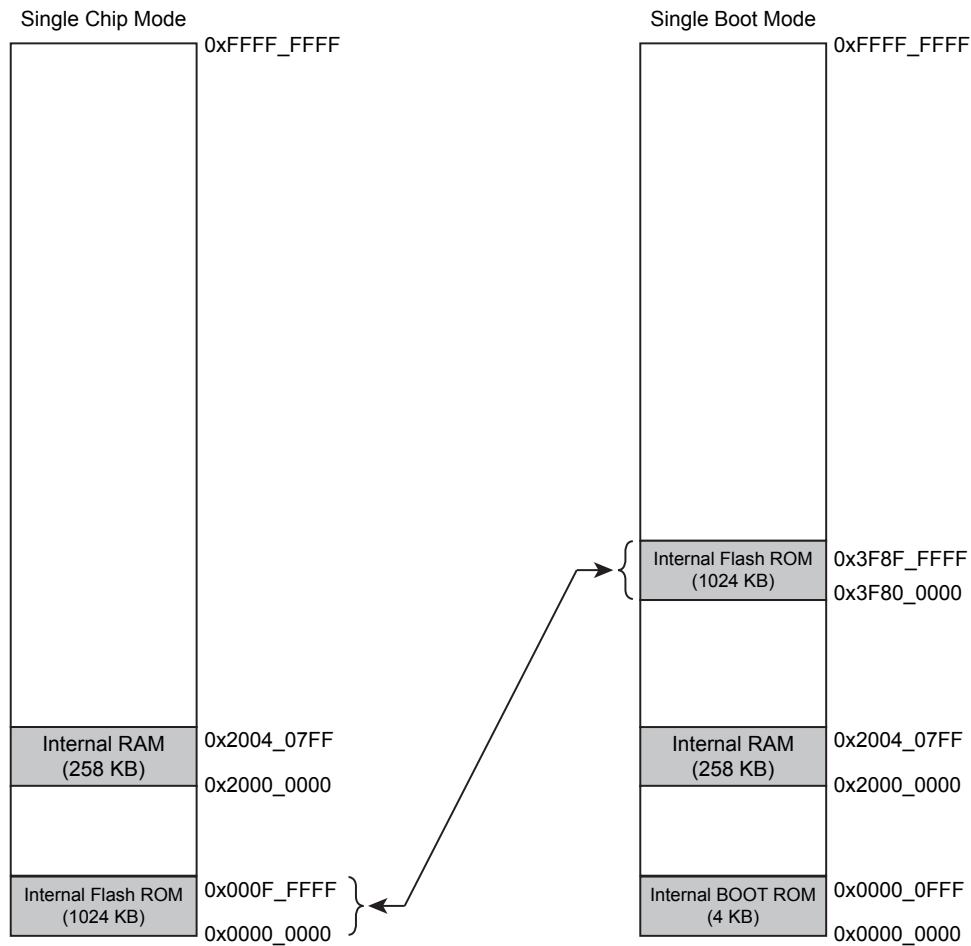 Single Chip Mode
0xFFFF_FFFF
Internal RAM
(258 KB)
0x2004_07FF
0x2000_0000
Internal Flash ROM
(1024 KB)
0x000F_FFFF
0x0000_0000
Single Boot Mode
0xFFFF_FFFF
Internal Flash ROM
(1024 KB)
0x3F8F_FFFF
0x3F80_0000
Internal RAM
(258 KB)
0x2004_07FF
0x2000_0000
Internal BOOT ROM
(4 KB)
0x0000_0FFF
0x0000_0000